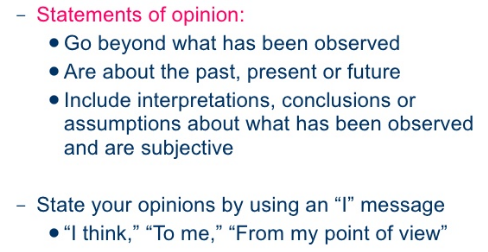 – Statements of opinion:
• Go beyond what has been observed
• Are about the past, present or future
• Include interpretations, conclusions or
assumptions about what has been observed
and are subjective
– State your opinions by using an “I” message
• “I think,” “To me,” “From my point of view”